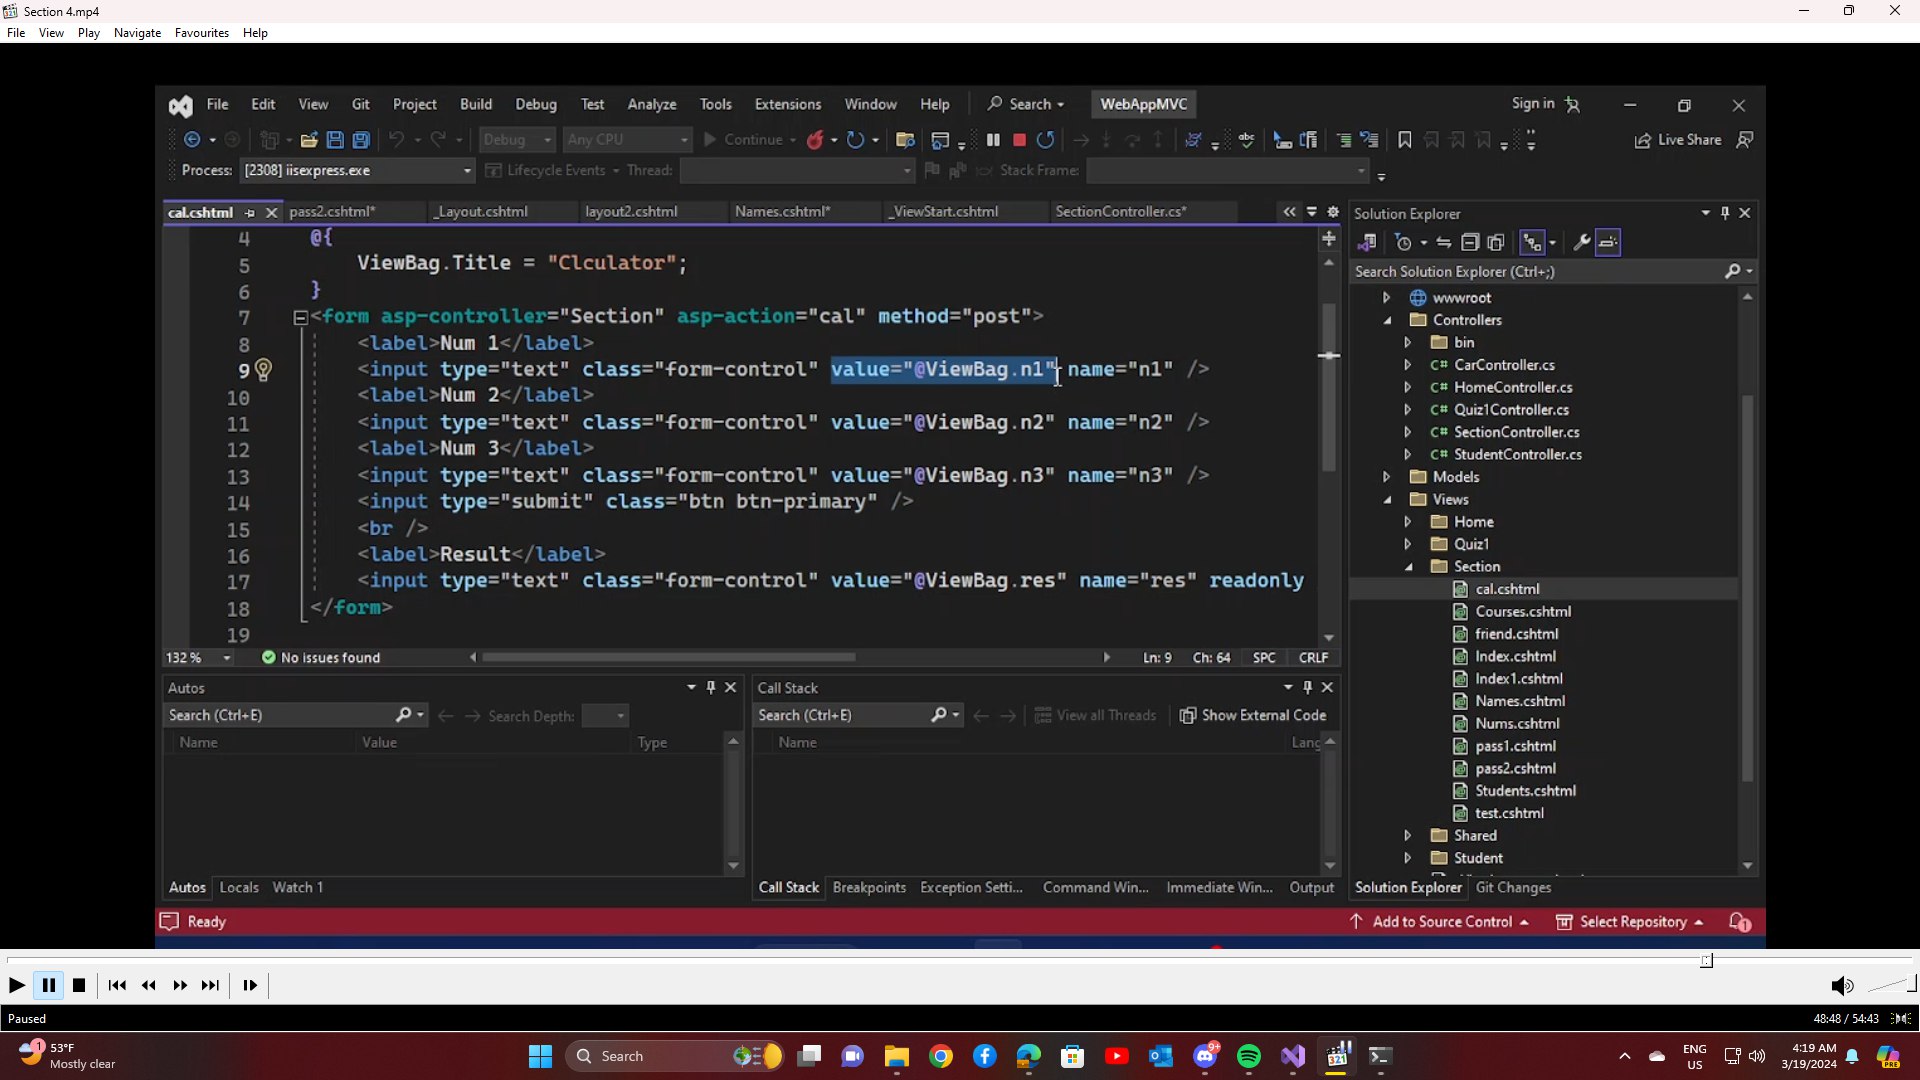 Section 4.mp4
File View Play Navigate Favourites Help
File Edit View Git Project Build Debug Test Analyze Tools Extensions Window Help Search WebAppMVC Sign in
Debug Any CPU Continue Live Share
Process: [2308] iisexpress.exe Lifecycle Events Thread: Stack Frame:
cal.cshtml pass2.cshtml* _Layout.cshtml layout2.cshtml Names.cshtml* _ViewStart.cshtml SectionController.cs*
4 @{
5 ViewBag.Title = "Clculator";
6 }
7 <form asp-controller="Section" asp-action="cal" method="post">
8 <label>Num 1</label>
9 <input type="text" class="form-control" value="@ViewBag.n1" name="n1" />
10 <label>Num 2</label>
11 <input type="text" class="form-control" value="@ViewBag.n2" name="n2" />
12 <label>Num 3</label>
13 <input type="text" class="form-control" value="@ViewBag.n3" name="n3" />
14 <input type="submit" class="btn btn-primary" />
15 <br />
16 <label>Result</label>
17 <input type="text" class="form-control" value="@ViewBag.res" name="res" readonly
18 </form>
19
132 % No issues found Ln: 9 Ch: 64 SPC CRLF
Solution Explorer
Search Solution Explorer (Ctrl+;)
wwwroot
Controllers
bin
C# CarController.cs
C# HomeController.cs
C# Quiz1Controller.cs
C# SectionController.cs
C# StudentController.cs
Models
Views
Home
Quiz1
Section
cal.cshtml
Courses.cshtml
friend.cshtml
Index.cshtml
Index1.cshtml
Names.cshtml
Nums.cshtml
pass1.cshtml
pass2.cshtml
Students.cshtml
test.cshtml
Shared
Student
Solution Explorer Git Changes
Autos
Search (Ctrl+E) Search Depth:
Name Value Type
Autos Locals Watch 1
Call Stack
Search (Ctrl+E) View all Threads Show External Code
Name Lang
Call Stack Breakpoints Exception Setti... Command Win... Immediate Win... Output
Ready Add to Source Control Select Repository 1
Paused 48:48 / 54:43
1 53°F
Mostly clear
Search
9+
321
ENG
US
4:19 AM
3/19/2024
PRE